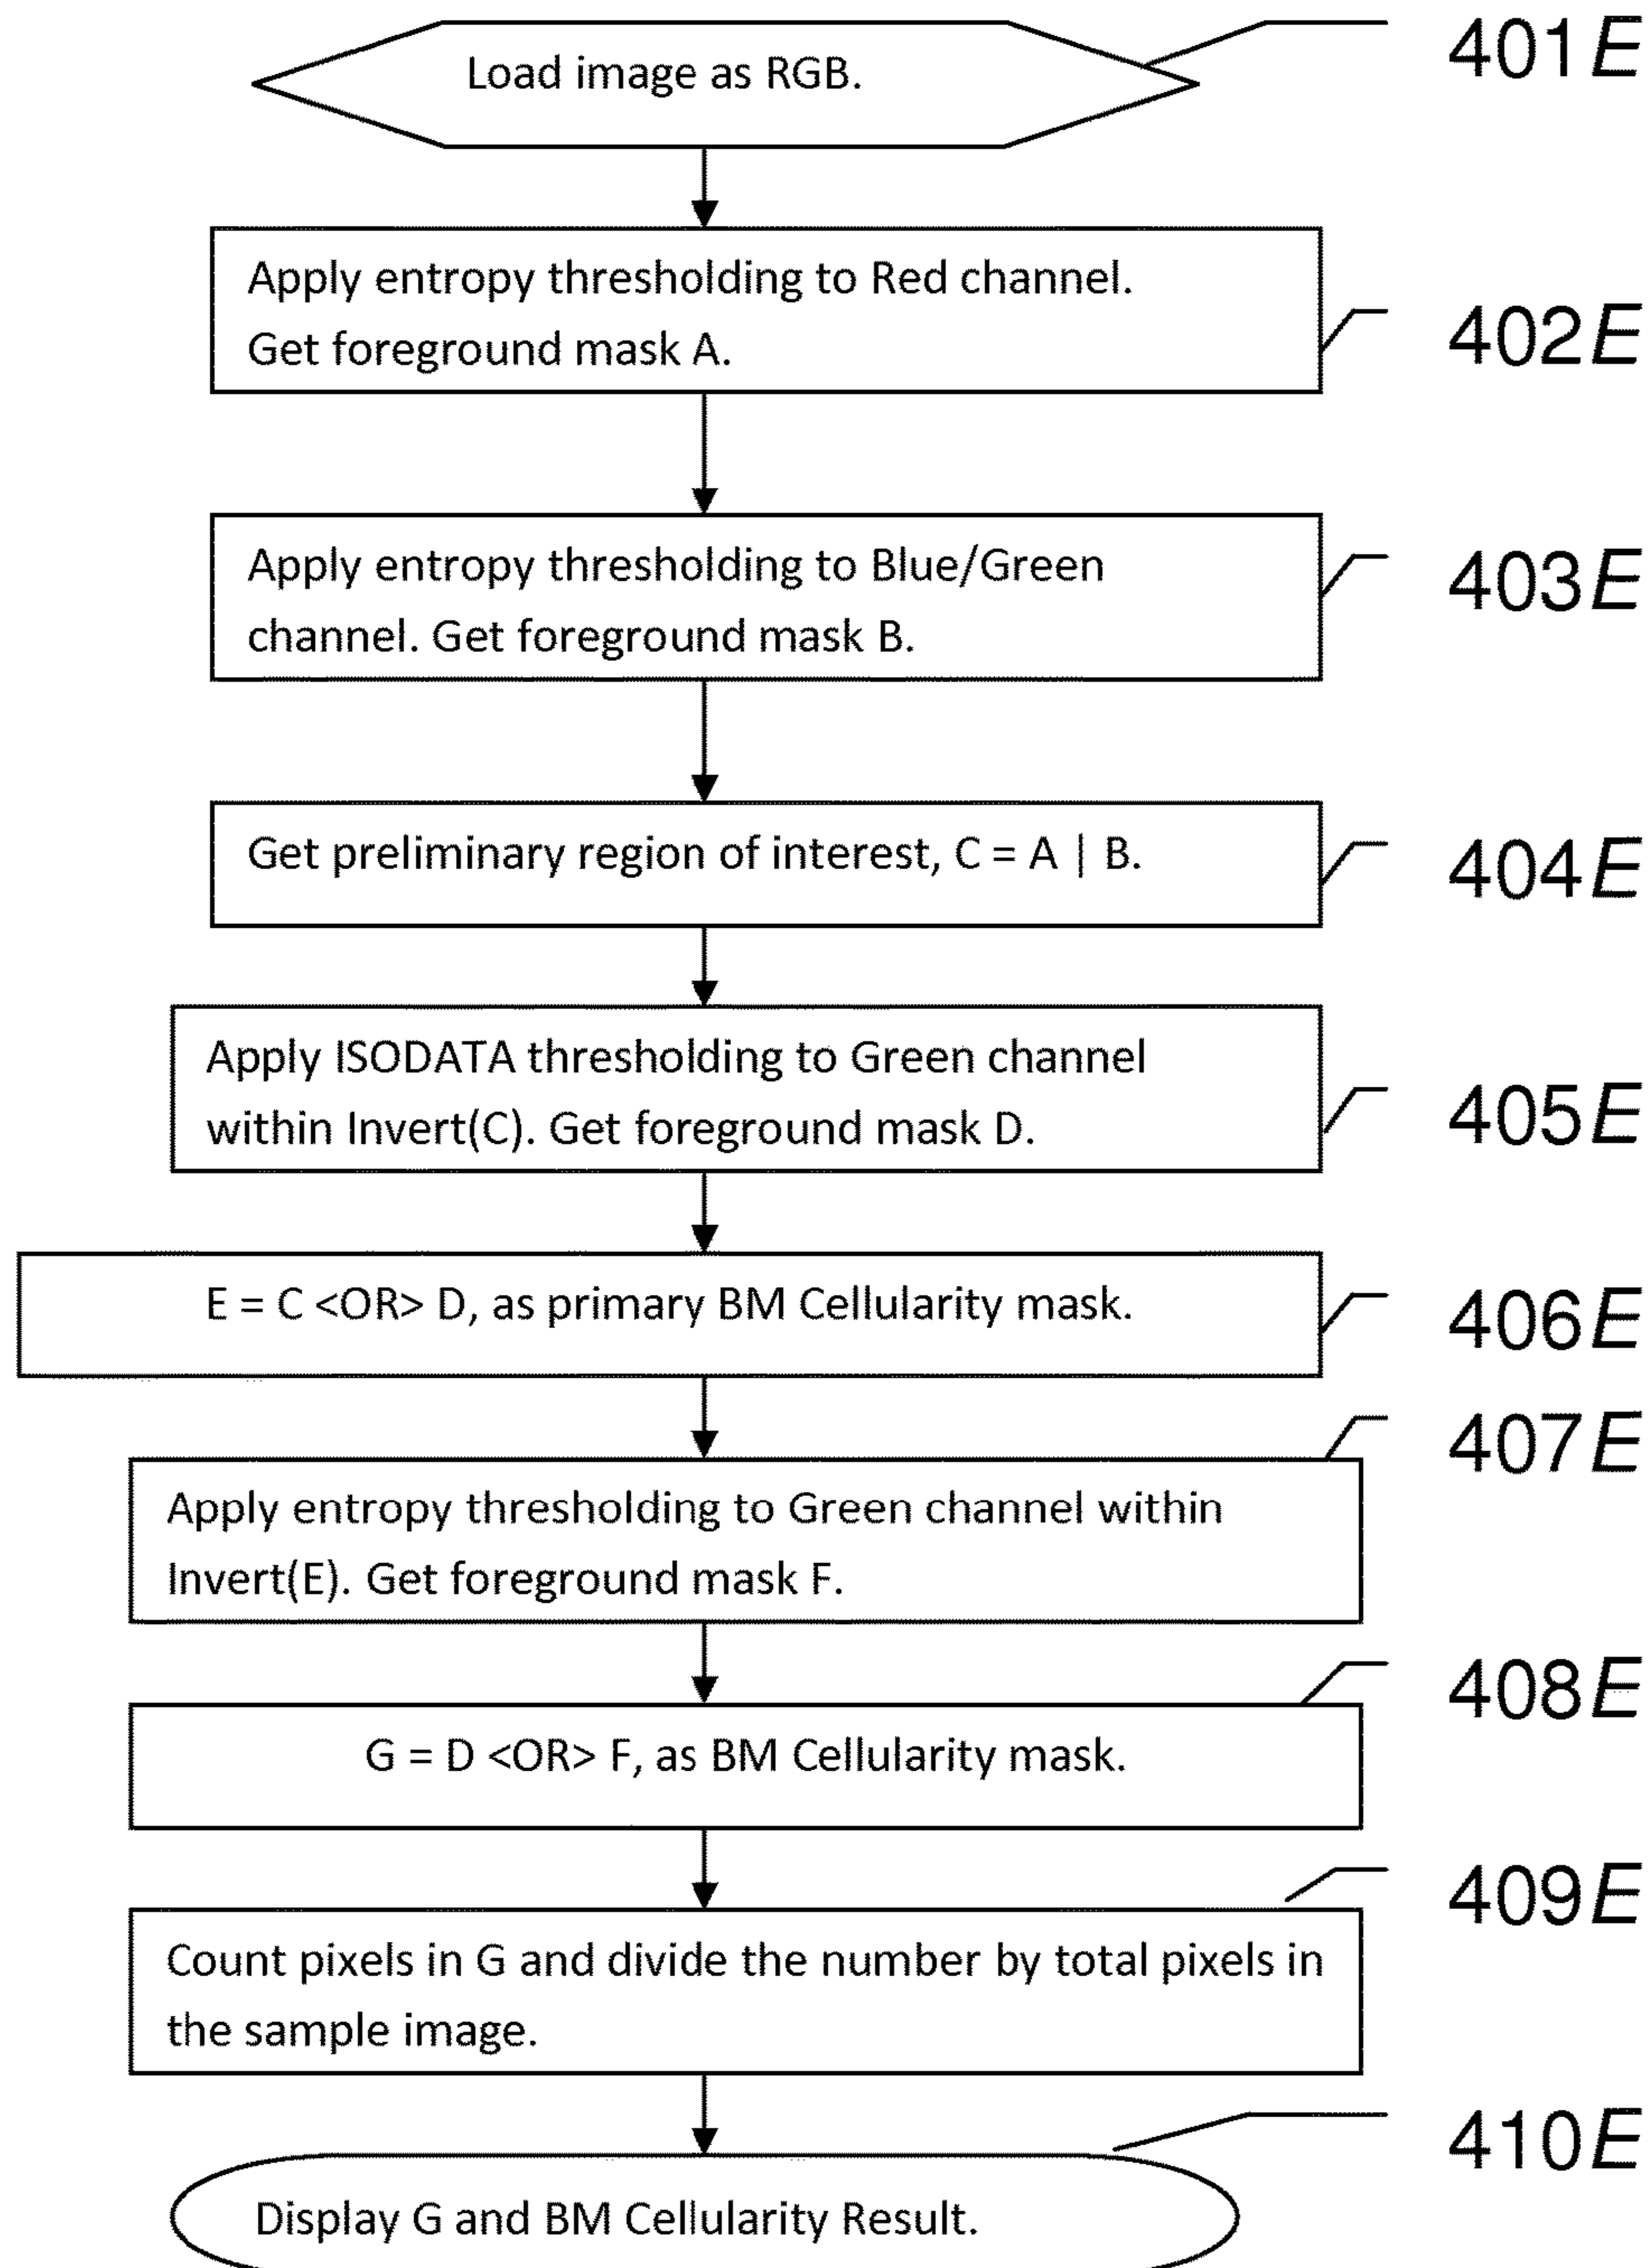 Load image as RGB.
401E
Apply entropy thresholding to Red channel.
Get foreground mask A.
402E
Apply entropy thresholding to Blue/Green
channel. Get foreground mask B.
403E
Get preliminary region of interest, C = A | B.
404E
Apply ISODATA thresholding to Green channel
within Invert(C). Get foreground mask D.
405E
E = C <OR> D, as primary BM Cellularity mask.
406E
Apply entropy thresholding to Green channel within
Invert(E). Get foreground mask F.
407E
G = D <OR> F, as BM Cellularity mask.
408E
Count pixels in G and divide the number by total pixels in
the sample image.
409E
Display G and BM Cellularity Result.
410E